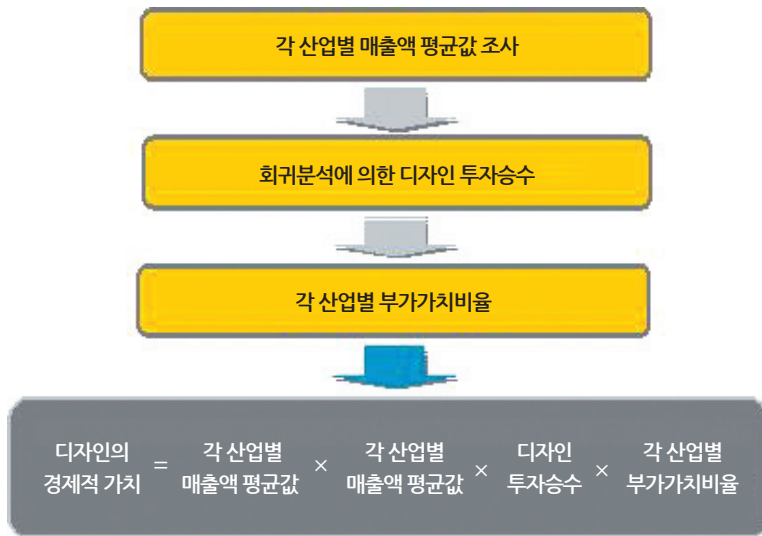 각 산업별 매출액 평균값 조사
회귀분석에 의한 디자인 투자승수
각 산업별 부가가치비율
디자인의 경제적 가치 = 각 산업별 매출액 평균값 × 각 산업별 매출액 평균값 × 디자인 투자승수 × 각 산업별 부가가치비율